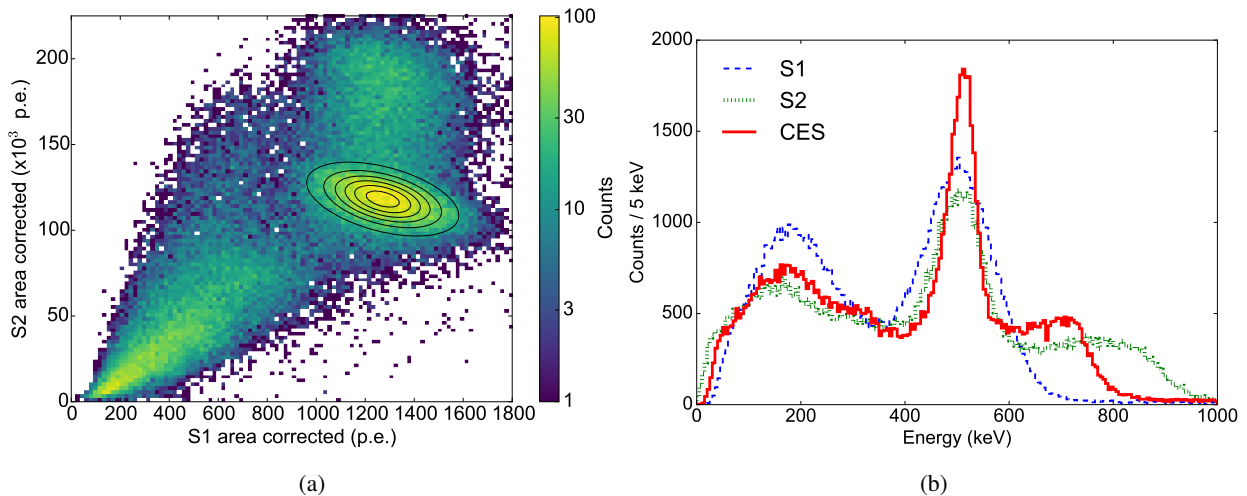 S2 area corrected (x10³ p.e.)
200
150
100
50
0
0 200 400 600 800 1000 1200 1400 1600 1800
S1 area corrected (p.e.)
100
30
10
3
1
Counts
(a)
Counts / 5 keV
2000
1500
1000
500
0
S1
S2
CES
0 200 400 600 800 1000
Energy (keV)
(b)